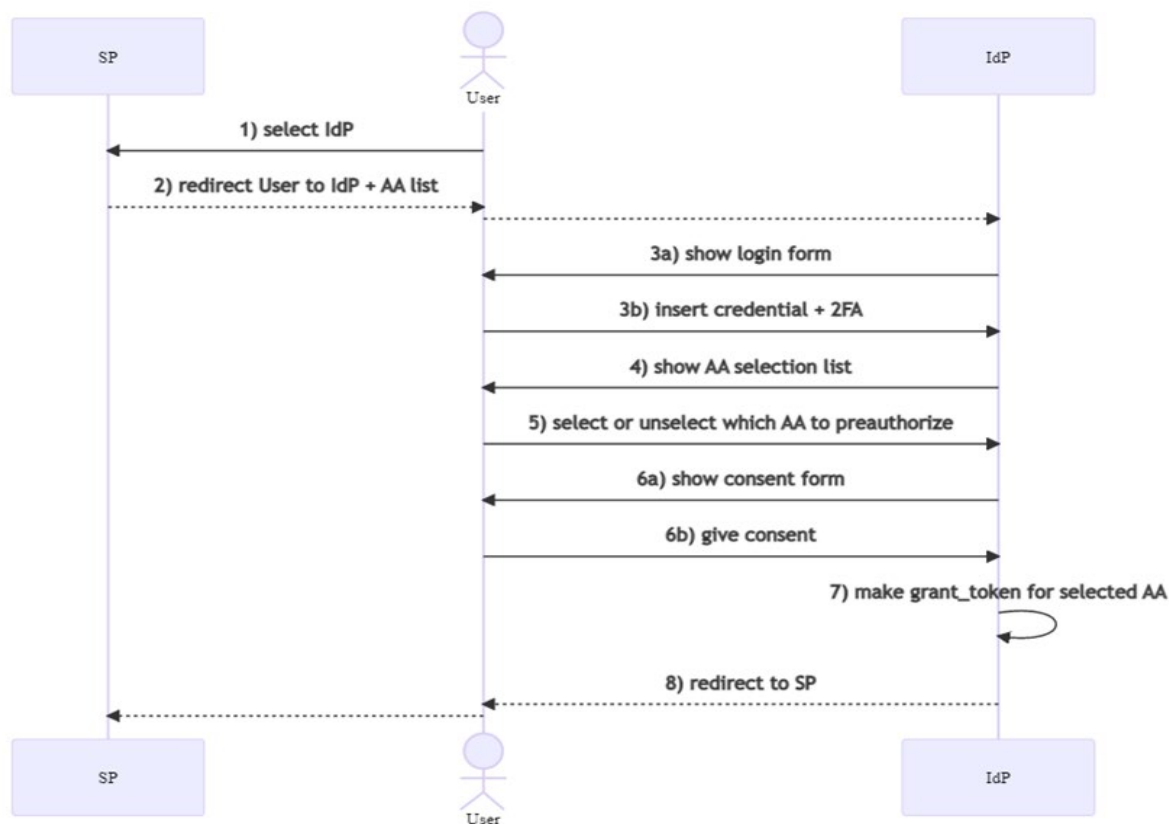 SP
User
IdP
1) select IdP
2) redirect User to IdP + AA list
3a) show login form
3b) insert credential + 2FA
4) show AA selection list
5) select or unselect which AA to preauthorize
6a) show consent form
6b) give consent
7) make grant_token for selected AA
8) redirect to SP
SP
User
IdP